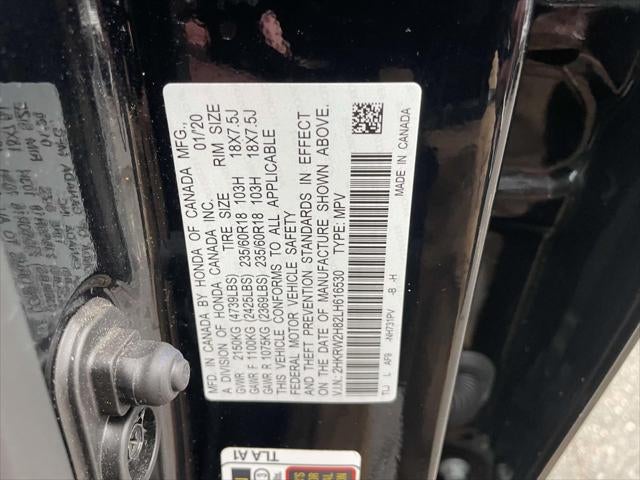 MFD. IN CANADA BY HONDA OF CANADA MFG.,
A DIVISION OF HONDA CANADA INC. 01/20
TIRE SIZE RIM SIZE
GVWR 2150KG (4739LBS)
GAWR F 1100KG (2425LBS) 235/60R18 103H 18X7.5J
GAWR R 1075KG (2369LBS) 235/60R18 103H 18X7.5J
THIS VEHICLE CONFORMS TO ALL APPLICABLE
FEDERAL MOTOR VEHICLE SAFETY
AND THEFT PREVENTION STANDARDS IN EFFECT
ON THE DATE OF MANUFACTURE SHOWN ABOVE.
V.I.N.: 2HKRW2H82LH616530 TYPE: MPV
TLJ L AP9 -NH731PV -B -H
MADE IN CANADA
TLA A1